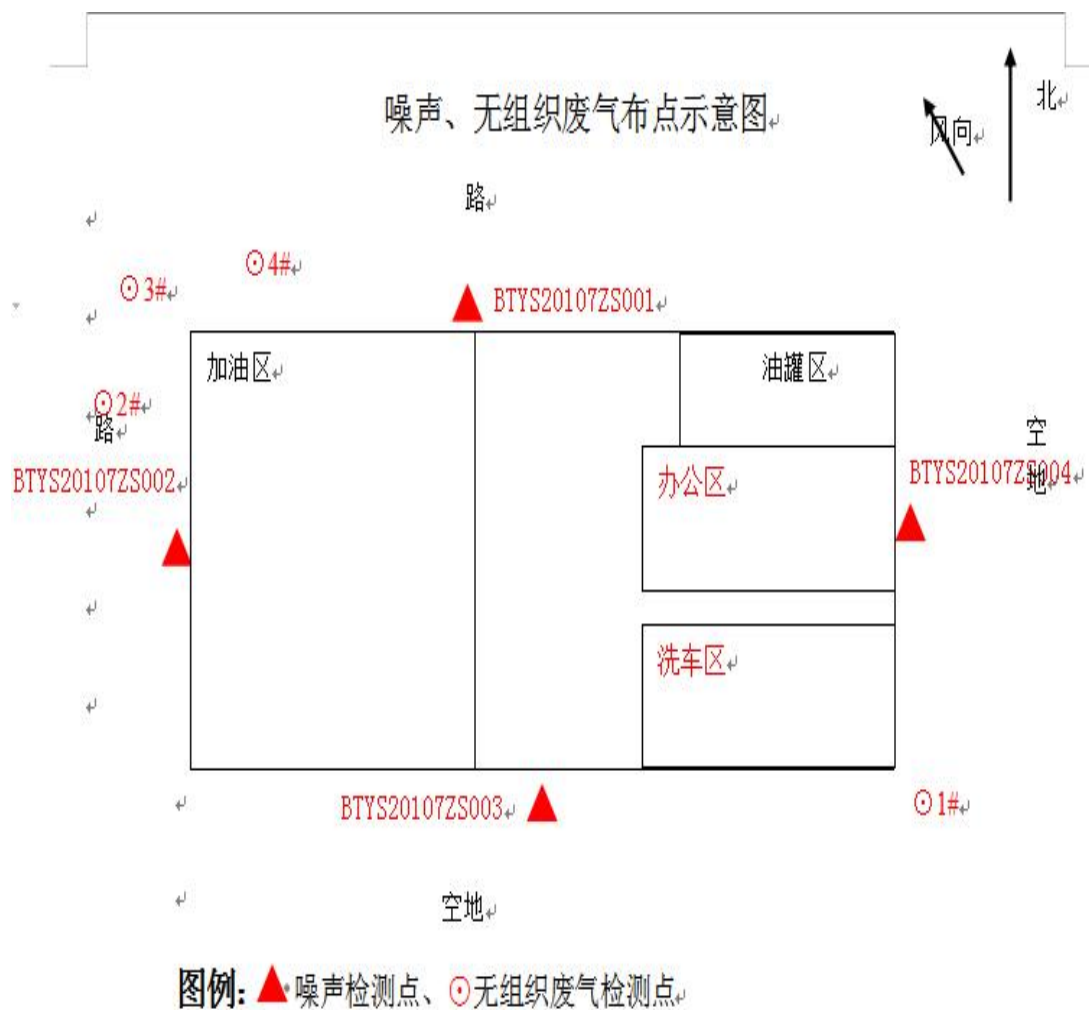 噪声、无组织废气布点示意图
北
风向
路
⊙4#
⊙3#
BTYS20107ZS001
加油区
油罐区
⊙2#
路
空地
BTYS20107ZS002
办公区
BTYS20107ZS004
洗车区
BTYS20107ZS003
⊙1#
空地
图例: ▲ 噪声检测点、⊙无组织废气检测点